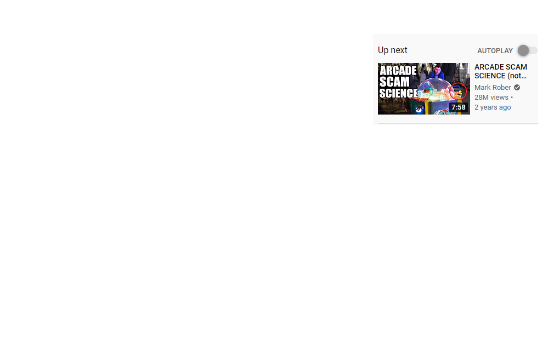 Up next
AUTOPLAY
ARCADE
SCAM
SCIENCE
7:58
ARCADE SCAM
SCIENCE (not...
Mark Rober
28M views •
2 years ago